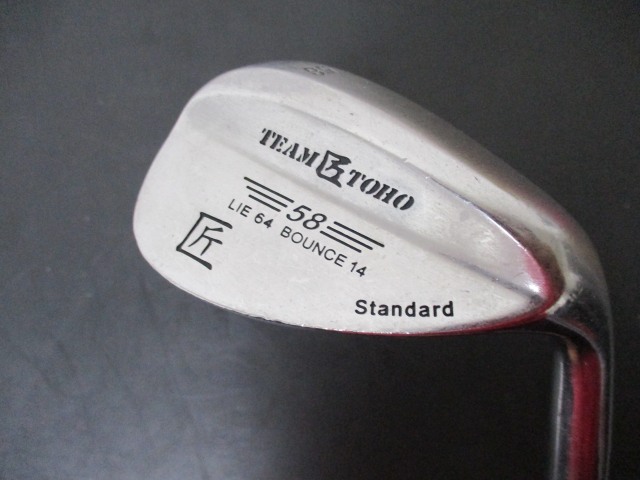 TEAM TOHO
58
LIE 64 BOUNCE 14
匠
Standard